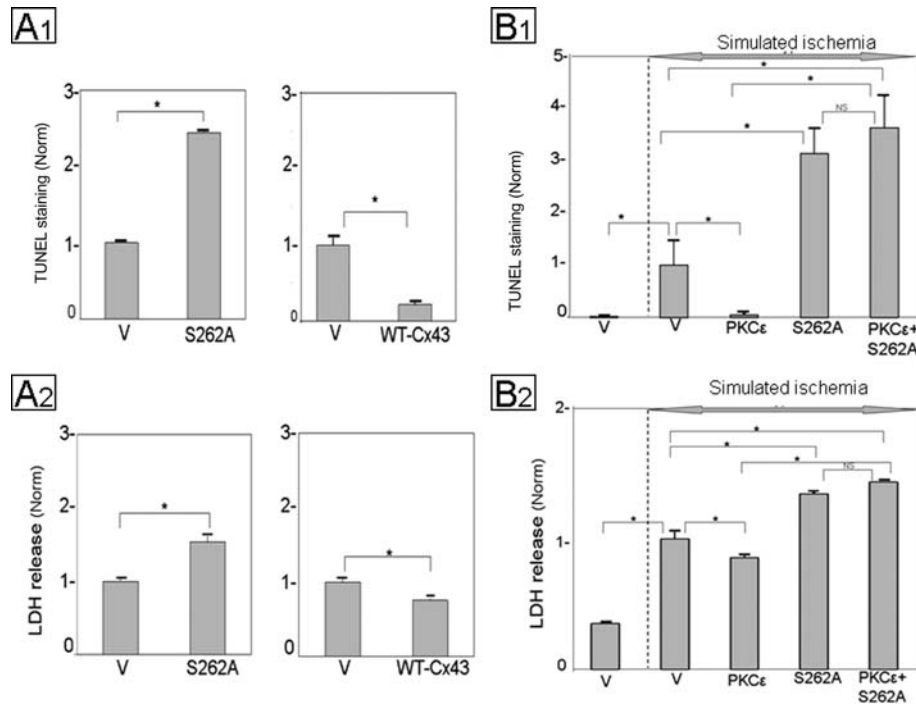 A1
3-
2-
1-
0
TUNEL staining (Norm)
*
V
S262A
3-
2-
1-
0
*
V
WT-Cx43
B1
Simulated ischemia
5-
4-
3-
2-
1-
0
TUNEL staining (Norm)
*
*
NS
*
*
*
V
V
PKCε
S262A
PKCε+
S262A
A2
3-
2-
1-
0
LDH release (Norm)
*
V
S262A
3-
2-
1-
0
*
V
WT-Cx43
B2
Simulated ischemia
2-
1-
0
LDH release (Norm)
*
*
*
NS
*
*
V
V
PKCε
S262A
PKCε+
S262A